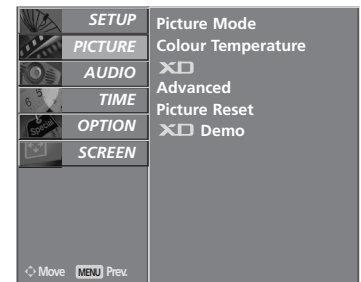 SETUP
PICTURE
AUDIO
TIME
OPTION
SCREEN
Move MENU Prev.
Picture Mode
Colour Temperature
XD
Advanced
Picture Reset
XD Demo